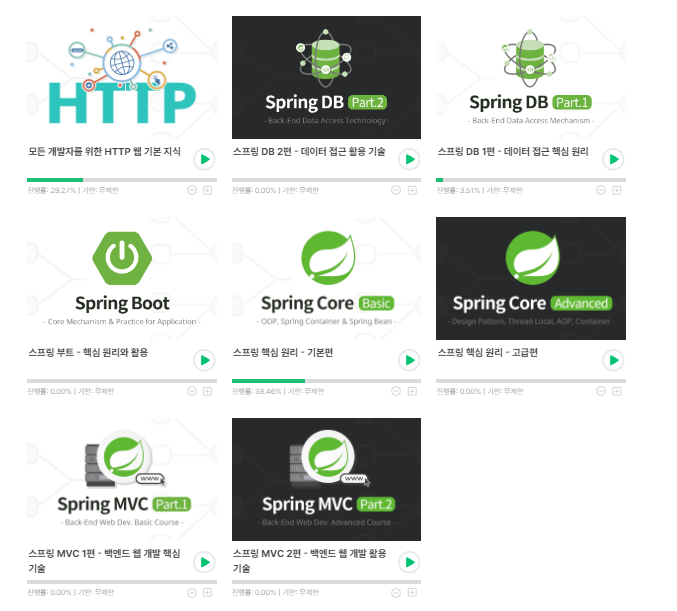 HTTP
모든 개발자를 위한 HTTP 웹 기본 지식
진행률: 29.27% | 기한: 무제한
Spring DB Part.2
- Back-End Data Access Technology -
스프링 DB 2편 - 데이터 접근 활용 기술
진행률: 0.00% | 기한: 무제한
Spring DB Part.1
- Back-End Data Access Mechanism -
스프링 DB 1편 - 데이터 접근 핵심 원리
진행률: 3.51% | 기한: 무제한
Spring Boot
- Core Mechanism & Practice for Application -
스프링 부트 - 핵심 원리와 활용
진행률: 0.00% | 기한: 무제한
Spring Core Basic
- OOP, Spring Container & Spring Bean -
스프링 핵심 원리 - 기본편
진행률: 38.46% | 기한: 무제한
Spring Core Advanced
- Design Pattern, Thread Local, AOP, Container -
스프링 핵심 원리 - 고급편
진행률: 0.00% | 기한: 무제한
www
Spring MVC Part.1
- Back-End Web Dev. Basic Course -
스프링 MVC 1편 - 백엔드 웹 개발 핵심
기술
진행률: 0.00% | 기한: 무제한
www
Spring MVC Part.2
- Back-End Web Dev. Advanced Course -
스프링 MVC 2편 - 백엔드 웹 개발 활용
기술
진행률: 0.00% | 기한: 무제한